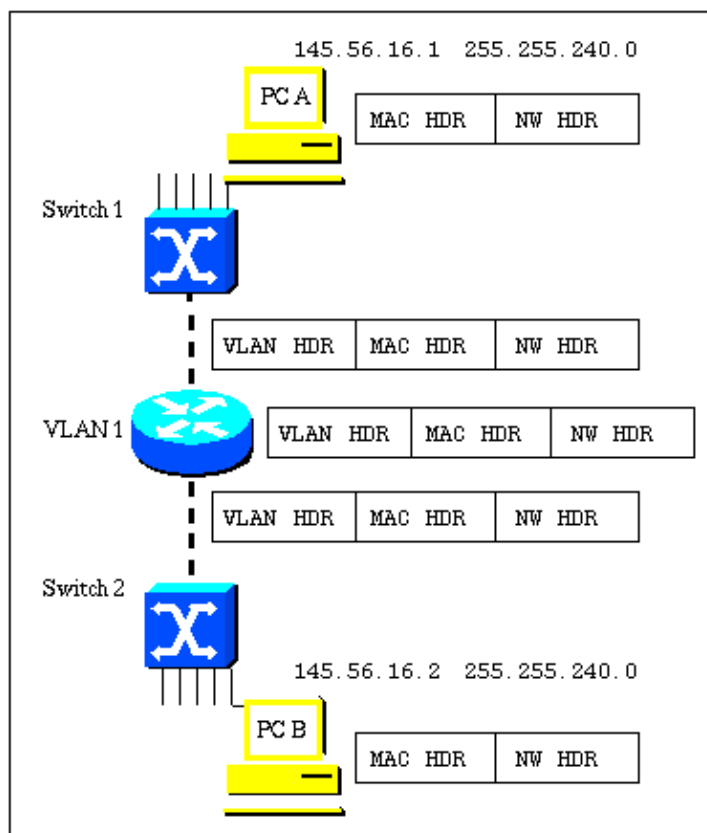 145.56.16.1 255.255.240.0
PC A
MAC HDR NW HDR
Switch 1
VLAN HDR MAC HDR NW HDR
VLAN 1
VLAN HDR MAC HDR NW HDR
VLAN HDR MAC HDR NW HDR
Switch 2
145.56.16.2 255.255.240.0
PC B
MAC HDR NW HDR